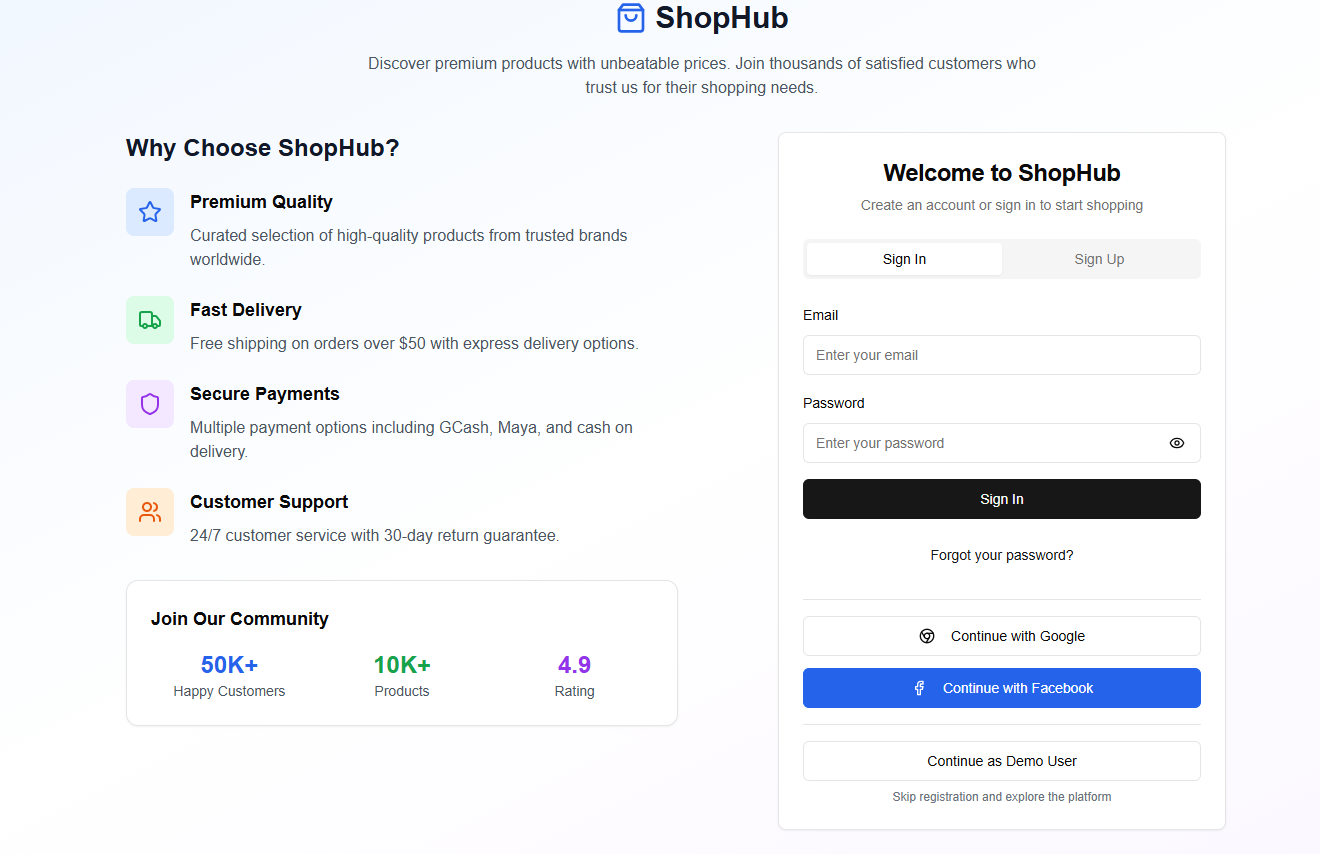 ShopHub
Discover premium products with unbeatable prices. Join thousands of satisfied customers who
trust us for their shopping needs.
Why Choose ShopHub?
Premium Quality
Curated selection of high-quality products from trusted brands
worldwide.
Fast Delivery
Free shipping on orders over $50 with express delivery options.
Secure Payments
Multiple payment options including GCash, Maya, and cash on
delivery.
Customer Support
24/7 customer service with 30-day return guarantee.
Join Our Community
50K+ 10K+ 4.9
Happy Customers Products Rating
Welcome to ShopHub
Create an account or sign in to start shopping
Sign In Sign Up
Email
Enter your email
Password
Enter your password
Sign In
Forgot your password?
Continue with Google
Continue with Facebook
Continue as Demo User
Skip registration and explore the platform